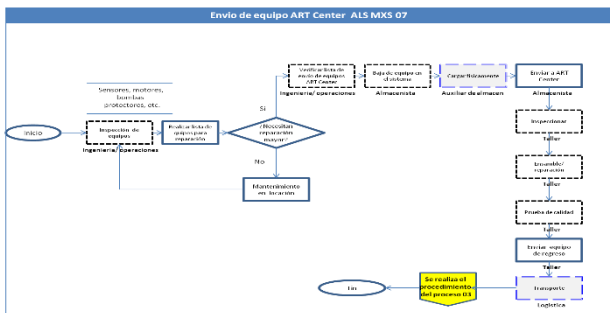 Envio de equipo ART Center ALS MXS 07
Sensores, motores,
bombas
protectores, etc.
Inicio
Inspección de
equipos
Ingeniería/ operaciones
Realizar lista de
quipos para
reparación
¿Necesitan
reparación
mayor?
Si
No
Mantenimiento
en locación
Verificar lista de
envio de equipos
ART Center
Ingeniería/ operaciones
Baja de equipo en
el sistema
Almacenista
Cargar físicamente
Auxiliar de almacen
Enviar a ART
Center
Almacenista
Inspeccionar
Taller
Ensamble/
reparación
Taller
Prueba de calidad
Taller
Enviar equipo
de regreso
Taller
Transporte
Logística
Se realiza el
procedimiento
del proceso 03
Fin